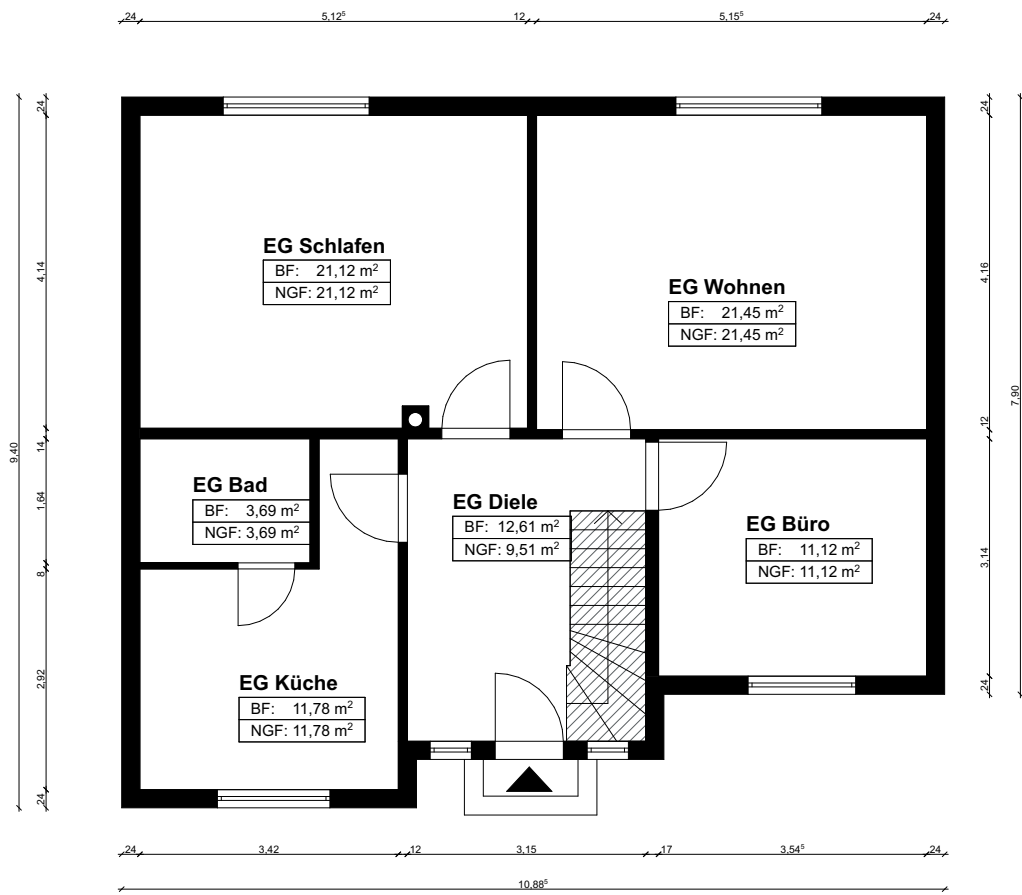 24 5,12⁵ 12 5,15⁵ 24
24
24
4,14
4,16
EG Schlafen
BF: 21,12 m²
NGF: 21,12 m²
EG Wohnen
BF: 21,45 m²
NGF: 21,45 m²
7,90
9,40
14
12
1,64
EG Bad
BF: 3,69 m²
NGF: 3,69 m²
EG Diele
BF: 12,61 m²
NGF: 9,51 m²
EG Büro
BF: 11,12 m²
NGF: 11,12 m²
3,14
8
2,92
EG Küche
BF: 11,78 m²
NGF: 11,78 m²
24
24
24 3,42 12 3,15 17 3,54⁵ 24
10,88⁵